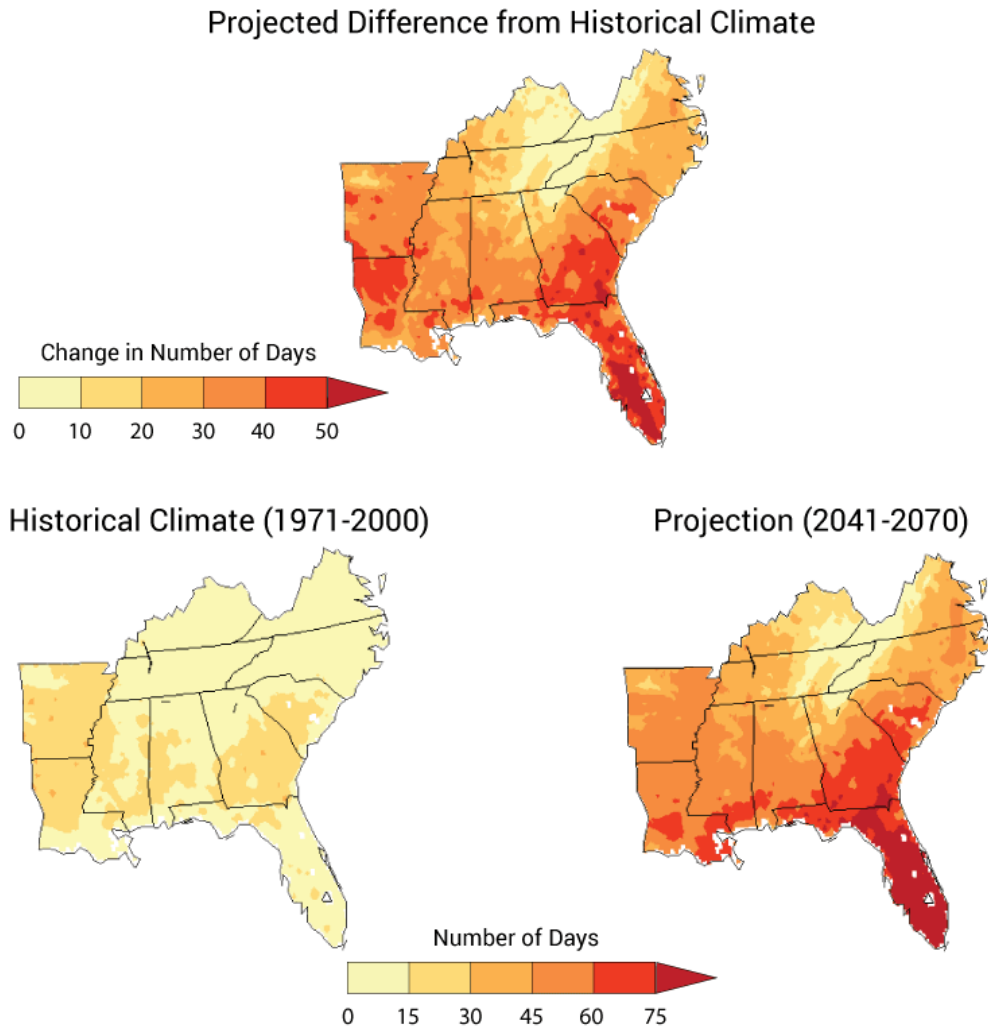 Projected Difference from Historical Climate
Change in Number of Days
0 10 20 30 40 50
Historical Climate (1971-2000)
Projection (2041-2070)
Number of Days
0 15 30 45 60 75